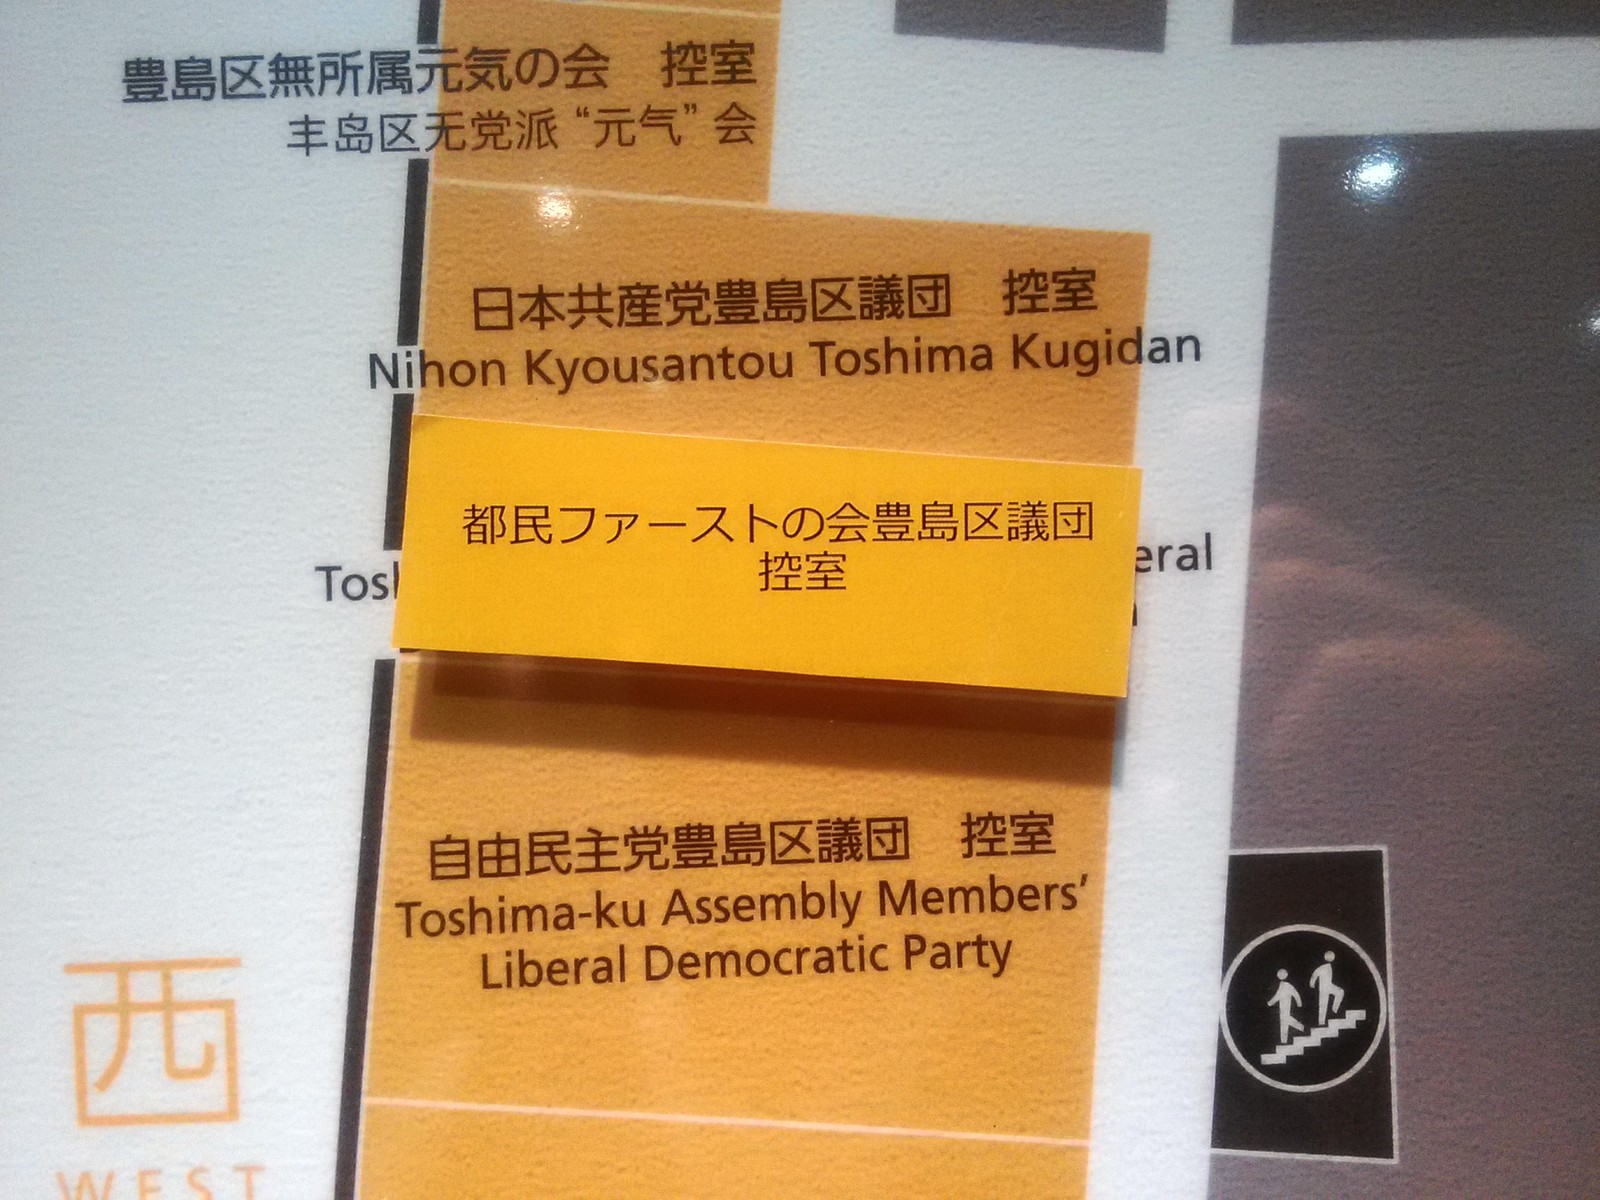 豊島区無所属元気の会　控室
丰岛区无党派“元气”会
日本共産党豊島区議団　控室
Nihon Kyousantou Toshima Kugidan
都民ファーストの会豊島区議団
控室
自由民主党豊島区議団　控室
Toshima-ku Assembly Members’
Liberal Democratic Party
西
WEST